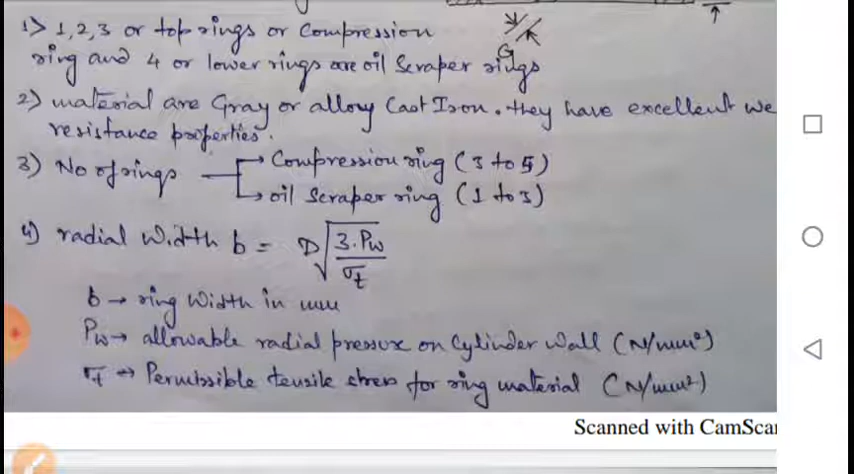 1) 1,2,3 or top rings or Compression
ring and 4 or lower rings are oil Scraper rings
G
2) material are Gray or alloy Cast Iron. they have excellent we
resistance properties.
3) No of rings → Compression ring (3 to 5)
→ oil Scraper ring (1 to 3)
4) radial width b = D√(3.Pw/σt)
b → ring width in mm
Pw → allowable radial pressure on Cylinder wall (N/mm²)
σt → Permissible tensile stress for ring material (N/mm²)
Scanned with CamScan